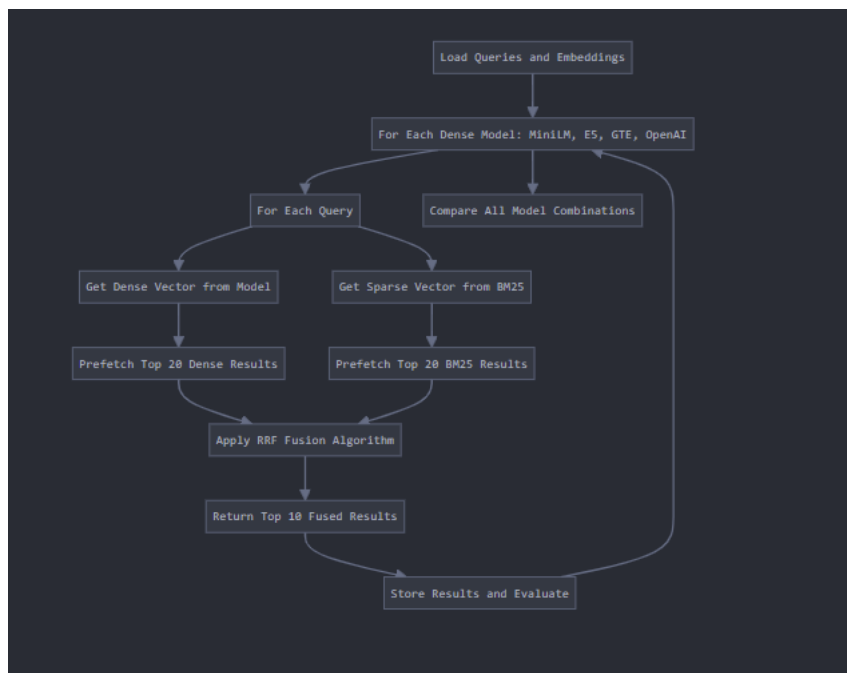 Load Queries and Embeddings
For Each Dense Model: MiniLM, E5, GTE, OpenAI
For Each Query
Compare All Model Combinations
Get Dense Vector from Model
Get Sparse Vector from BM25
Prefetch Top 20 Dense Results
Prefetch Top 20 BM25 Results
Apply RRF Fusion Algorithm
Return Top 10 Fused Results
Store Results and Evaluate